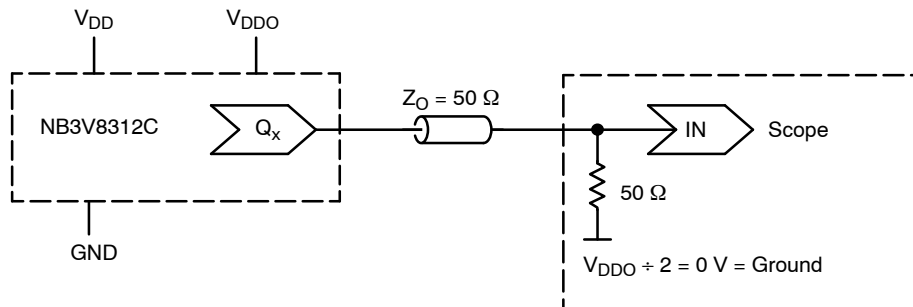 V_DD
V_DDO
NB3V8312C
Q_x
Z_O = 50 Ω
IN
Scope
50 Ω
GND
V_DDO ÷ 2 = 0 V = Ground